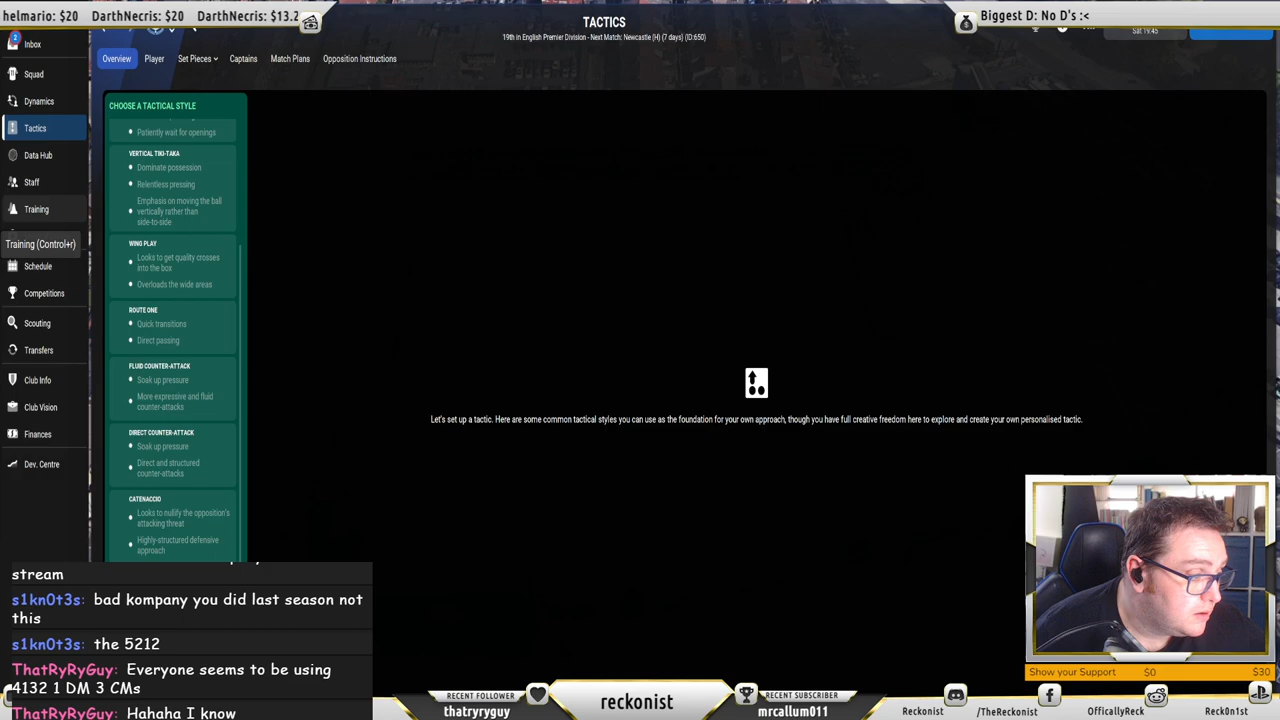 helmario: $20 DarthNecris: $20 DarthNecris: $13.2
TACTICS
Biggest D: No D's :<
19th in English Premier Division - Next Match: Newcastle (H) (7 days) (ID:650)
Sat 19:45
2
Inbox
Squad
Dynamics
Tactics
Data Hub
Staff
Training
Training (Control+r)
Schedule
Competitions
Scouting
Transfers
Club Info
Club Vision
Finances
Dev. Centre
Overview Player Set Pieces Captains Match Plans Opposition Instructions
CHOOSE A TACTICAL STYLE
Patiently wait for openings
VERTICAL TIKI-TAKA
Dominate possession
Relentless pressing
Emphasis on moving the ball
vertically rather than
side-to-side
WING PLAY
Looks to get quality crosses
into the box
Overloads the wide areas
ROUTE ONE
Quick transitions
Direct passing
FLUID COUNTER-ATTACK
Soak up pressure
More expressive and fluid
counter-attacks
DIRECT COUNTER-ATTACK
Soak up pressure
Direct and structured
counter-attacks
CATENACCIO
Looks to nullify the opposition's
attacking threat
Highly-structured defensive
approach
Let's set up a tactic. Here are some common tactical styles you can use as the foundation for your own approach, though you have full creative freedom here to explore and create your own personalised tactic.
stream
s1kn0t3s: bad kompany you did last season not
this
s1kn0t3s: the 5212
ThatRyRyGuy: Everyone seems to be using
4132 1 DM 3 CMs
ThatRyRyGuy: Hahaha I know
Show your Support $0 $30
RECENT FOLLOWER
thatryryguy
reckonist
RECENT SUBSCRIBER
mrcallum011
Reckonist
/TheReckonist
OfficallyReck
Reck0n1st